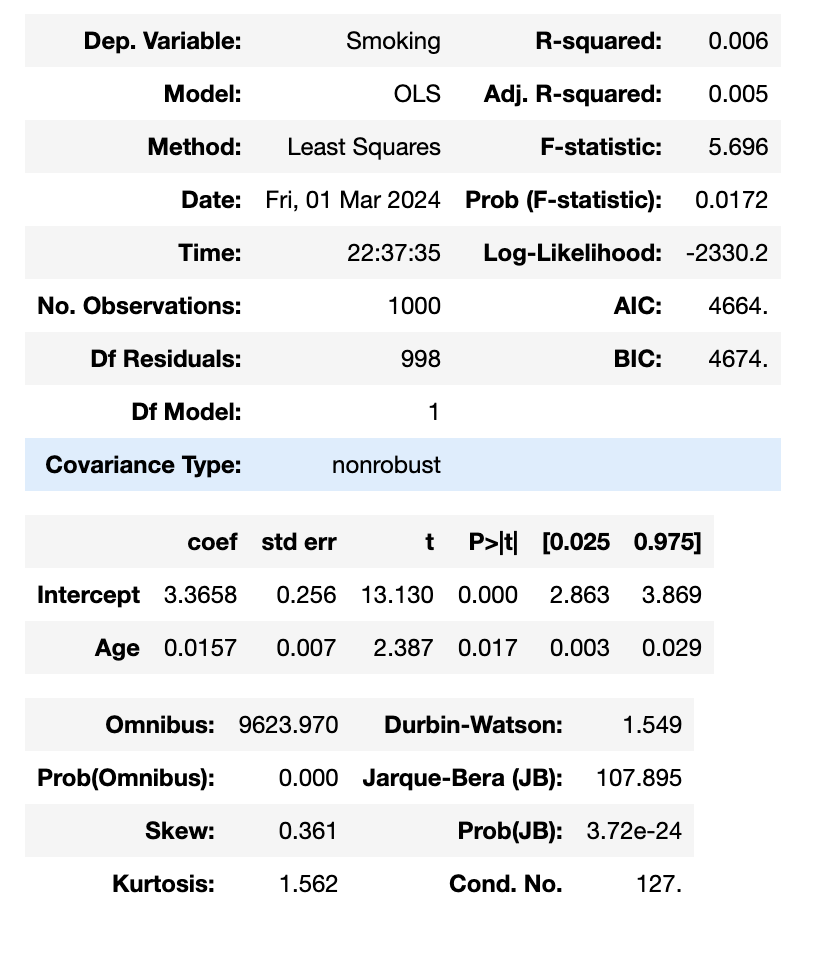 Dep. Variable: Smoking R-squared: 0.006
Model: OLS Adj. R-squared: 0.005
Method: Least Squares F-statistic: 5.696
Date: Fri, 01 Mar 2024 Prob (F-statistic): 0.0172
Time: 22:37:35 Log-Likelihood: -2330.2
No. Observations: 1000 AIC: 4664.
Df Residuals: 998 BIC: 4674.
Df Model: 1
Covariance Type: nonrobust
coef std err t P>|t| [0.025 0.975]
Intercept 3.3658 0.256 13.130 0.000 2.863 3.869
Age 0.0157 0.007 2.387 0.017 0.003 0.029
Omnibus: 9623.970 Durbin-Watson: 1.549
Prob(Omnibus): 0.000 Jarque-Bera (JB): 107.895
Skew: 0.361 Prob(JB): 3.72e-24
Kurtosis: 1.562 Cond. No. 127.